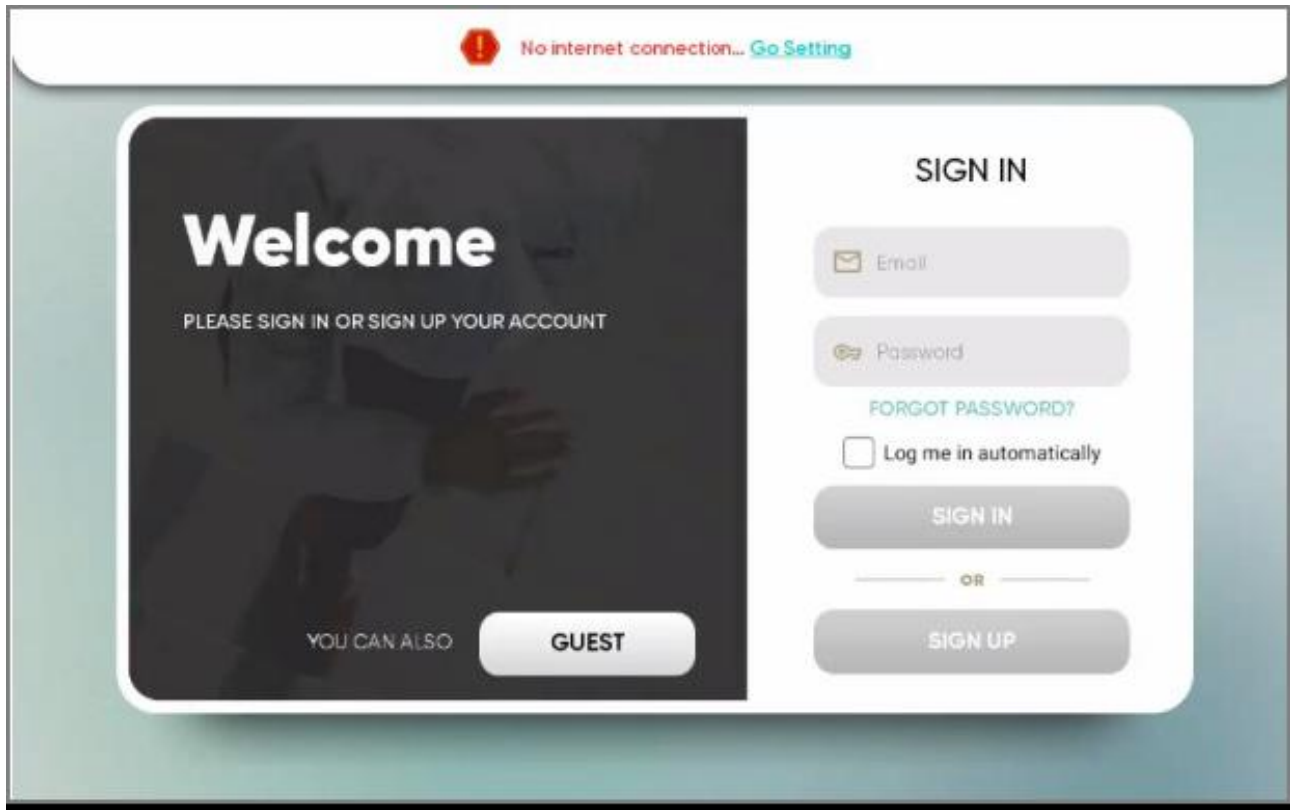 No internet connection... Go Setting
Welcome
PLEASE SIGN IN OR SIGN UP YOUR ACCOUNT
YOU CAN ALSO
GUEST
SIGN IN
Email
Password
FORGOT PASSWORD?
Log me in automatically
SIGN IN
OR
SIGN UP